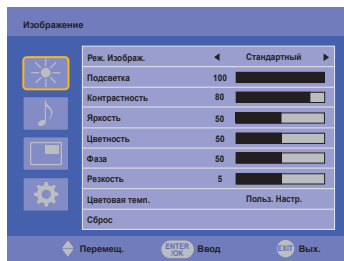 Изображение
Реж. Изображ. Стандартный
Подсветка 100
Контрастность 80
Яркость 50
Цветность 50
Фаза 50
Резкость 5
Цветовая темп. Польз. Настр.
Сброс
Перемещ. ENTER /OK Ввод EXIT Вых.